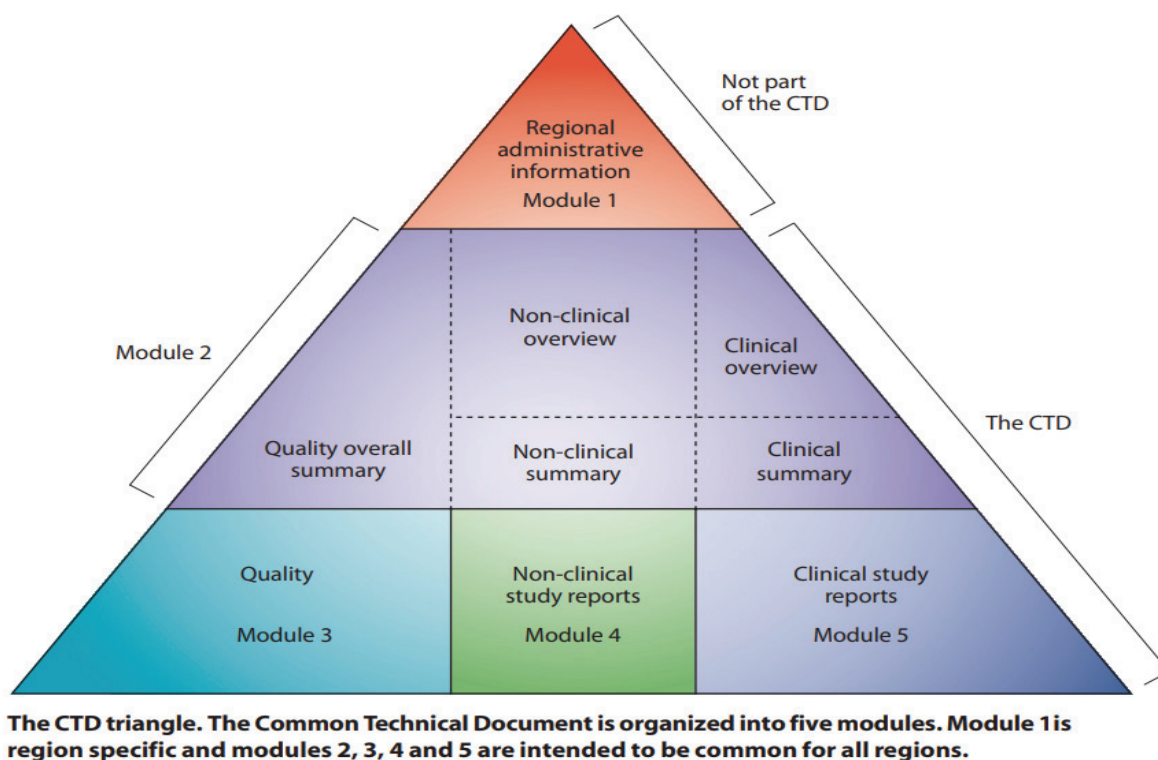 Not part
of the CTD
Regional
administrative
information
Module 1
Module 2
Non-clinical
overview
Clinical
overview
The CTD
Quality overall
summary
Non-clinical
summary
Clinical
summary
Quality
Module 3
Non-clinical
study reports
Module 4
Clinical study
reports
Module 5
The CTD triangle. The Common Technical Document is organized into five modules. Module 1 is
region specific and modules 2, 3, 4 and 5 are intended to be common for all regions.